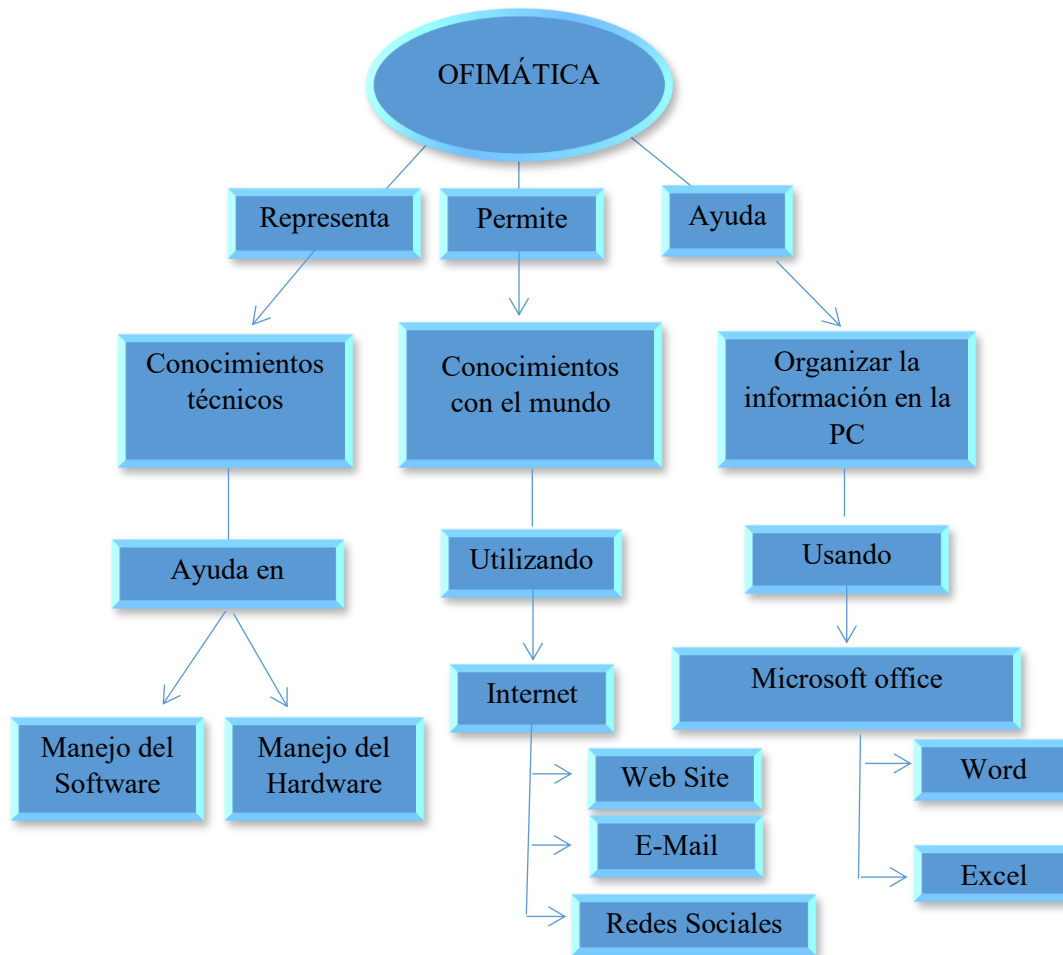 OFIMÁTICA
Representa
Permite
Ayuda
Conocimientos
técnicos
Conocimientos
con el mundo
Organizar la
información en la
PC
Ayuda en
Utilizando
Usando
Internet
Microsoft office
Manejo del
Software
Manejo del
Hardware
Web Site
Word
E-Mail
Excel
Redes Sociales